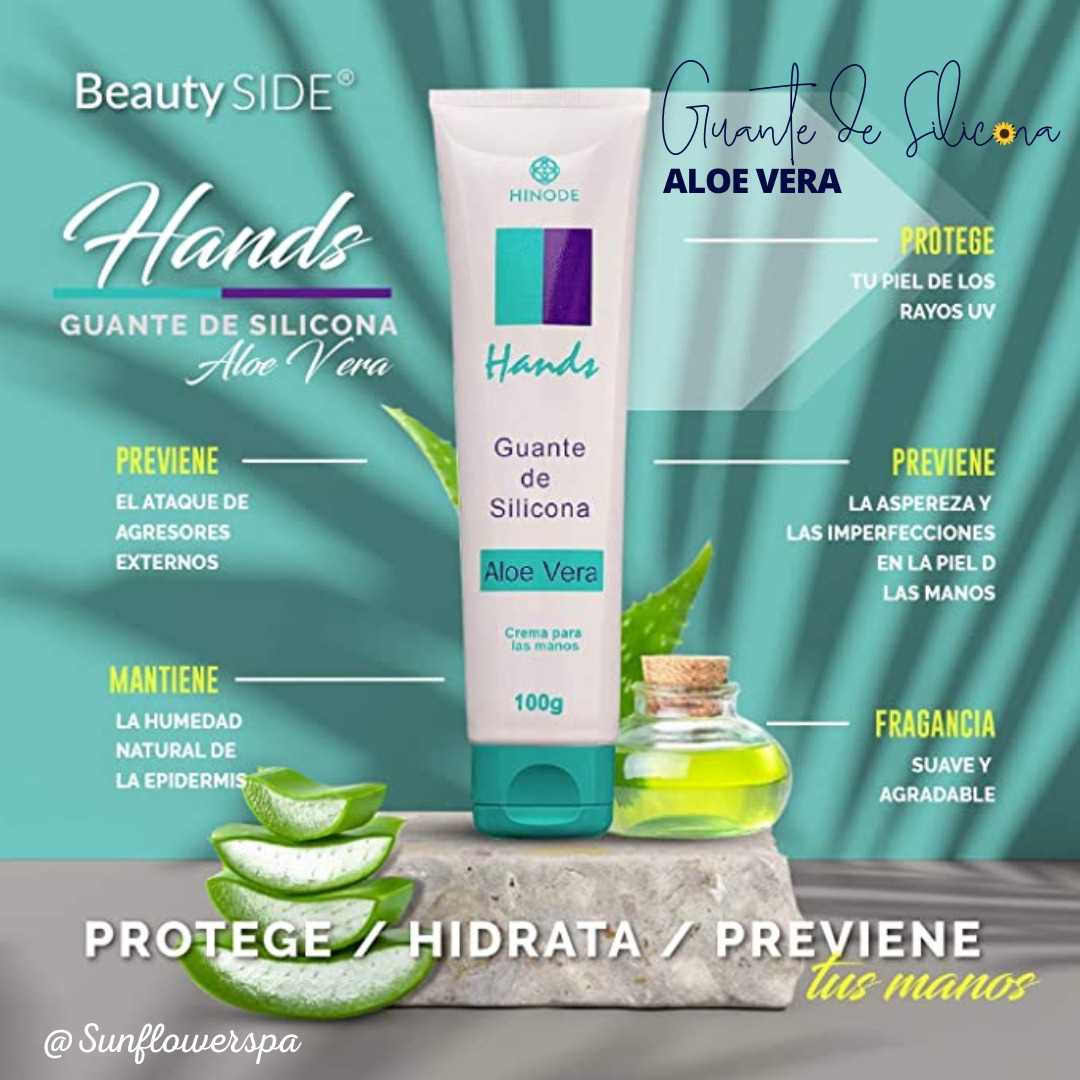 BeautySIDE®
Guante de Silicona
ALOE VERA
Hands
GUANTE DE SILICONA
Aloe Vera
HINODE
Hands
Guante
de
Silicona
Aloe Vera
Crema para
las manos
100g
PREVIENE
EL ATAQUE DE
AGRESORES
EXTERNOS
MANTIENE
LA HUMEDAD
NATURAL DE
LA EPIDERMIS
PROTEGE
TU PIEL DE LOS
RAYOS UV
PREVIENE
LA ASPEREZA Y
LAS IMPERFECCIONES
EN LA PIEL D
LAS MANOS
FRAGANCIA
SUAVE Y
AGRADABLE
PROTEGE / HIDRATA / PREVIENE
tus manos
@Sunflowerspa